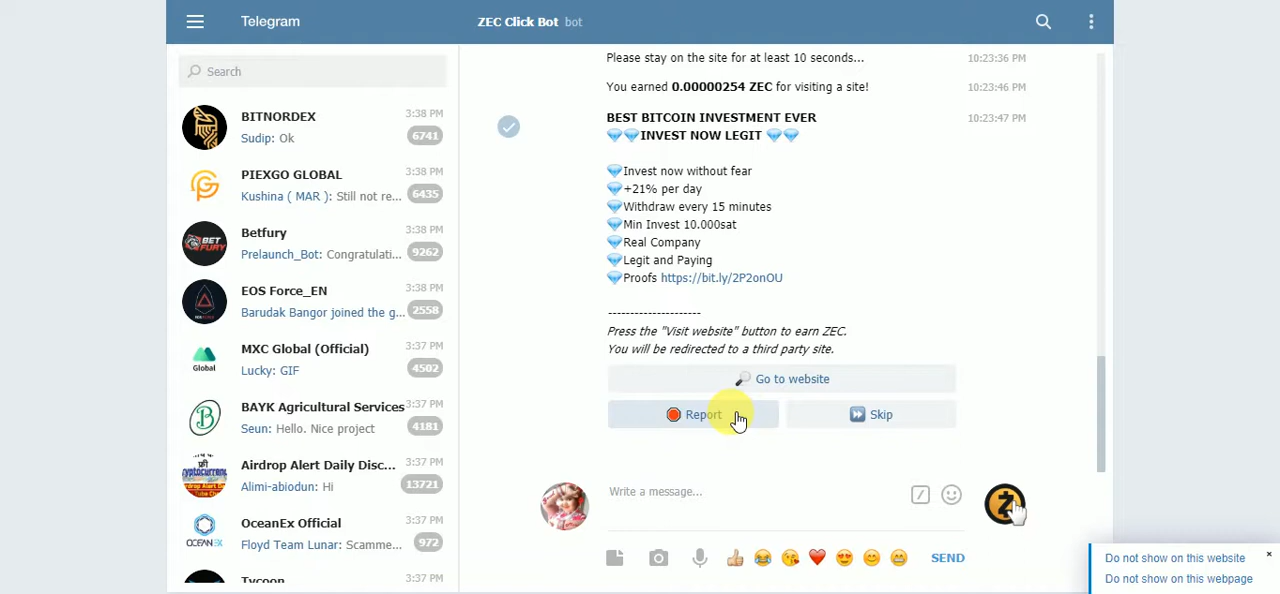 Telegram
ZEC Click Bot bot
Search
BITNORDEX 3:38 PM
Sudip: Ok 6741
PIEXGO GLOBAL 3:38 PM
Kushina ( MAR ): Still not re... 6435
Betfury 3:38 PM
Prelaunch_Bot: Congratulati... 9262
EOS Force_EN 3:38 PM
Barudak Bangor joined the g... 2558
MXC Global (Official) 3:37 PM
Lucky: GIF 4502
BAYK Agricultural Services 3:37 PM
Seun: Hello. Nice project 4181
Airdrop Alert Daily Disc... 3:37 PM
Alimi-abiodun: Hi 13721
OceanEx Official 3:37 PM
Floyd Team Lunar: Scamme... 972
Tycoon 3:37 PM
Please stay on the site for at least 10 seconds... 10:23:36 PM
You earned 0.00000254 ZEC for visiting a site! 10:23:46 PM
BEST BITCOIN INVESTMENT EVER 10:23:47 PM
💎💎INVEST NOW LEGIT 💎💎
💎Invest now without fear
💎+21% per day
💎Withdraw every 15 minutes
💎Min Invest 10.000sat
💎Real Company
💎Legit and Paying
💎Proofs https://bit.ly/2P2onOU
---------------------
Press the "Visit website" button to earn ZEC.
You will be redirected to a third party site.
🔎 Go to website
Report ⏩ Skip
Write a message...
SEND
Do not show on this website
Do not show on this webpage